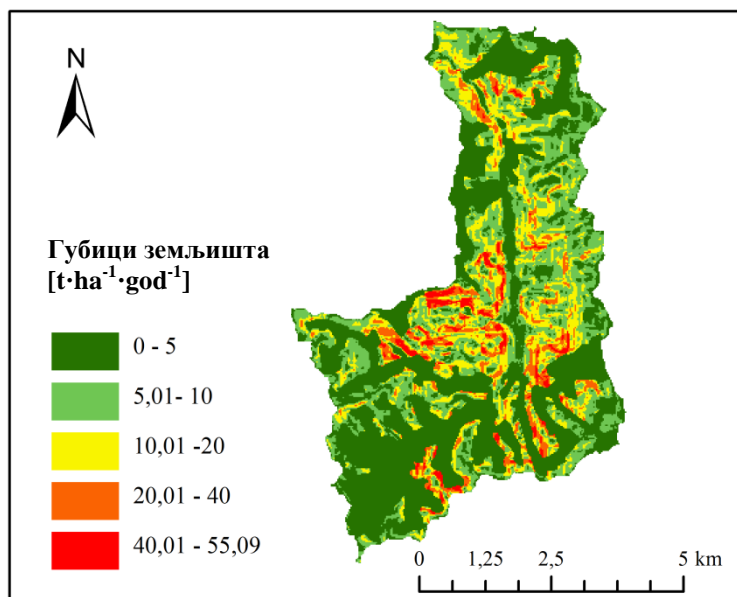 N
Губици земљишта
[t·ha⁻¹·god⁻¹]
0 - 5
5,01- 10
10,01 -20
20,01 - 40
40,01 - 55,09
0 1,25 2,5 5 km